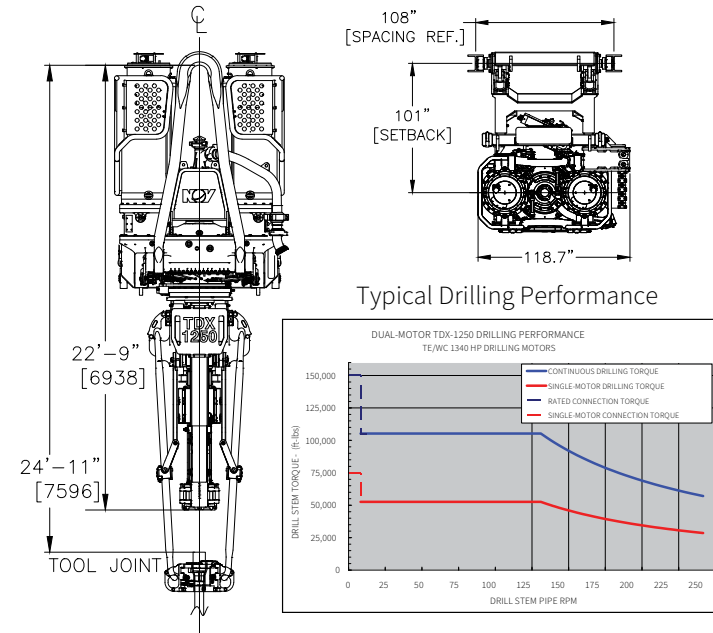 ℄
108"
[SPACING REF.]
101"
[SETBACK]
118.7"
NOV
TDX
1250
22'-9"
[6938]
24'-11"
[7596]
TOOL JOINT
Typical Drilling Performance
DUAL-MOTOR TDX-1250 DRILLING PERFORMANCE
TE/WC 1340 HP DRILLING MOTORS
CONTINUOUS DRILLING TORQUE
SINGLE-MOTOR DRILLING TORQUE
RATED CONNECTION TORQUE
SINGLE-MOTOR CONNECTION TORQUE
DRILL STEM TORQUE - (ft-lbs)
150,000
125,000
100,000
75,000
50,000
25,000
0
0 25 50 75 100 125 150 175 200 225 250
DRILL STEM PIPE RPM